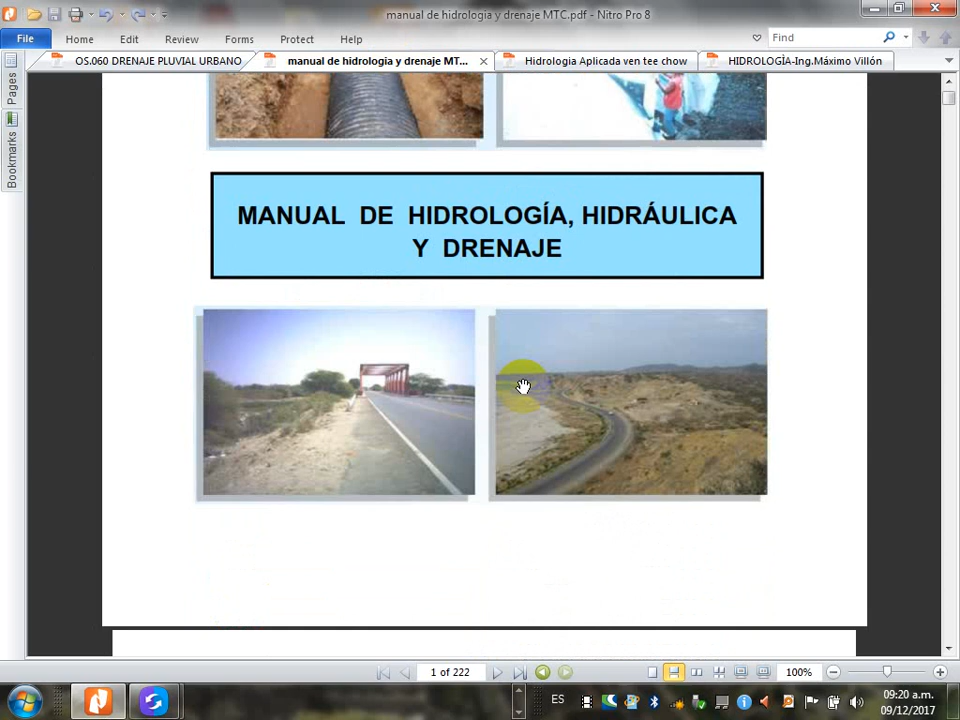 manual de hidrologia y drenaje MTC.pdf - Nitro Pro 8
File Home Edit Review Forms Protect Help Find
OS.060 DRENAJE PLUVIAL URBANO manual de hidrologia y drenaje MT... Hidrologia Aplicada ven tee chow HIDROLOGÌA-Ing.Máximo Villón
Pages
Bookmarks
MANUAL DE HIDROLOGÍA, HIDRÁULICA
Y DRENAJE
1 of 222 100%
ES 09:20 a.m.
09/12/2017